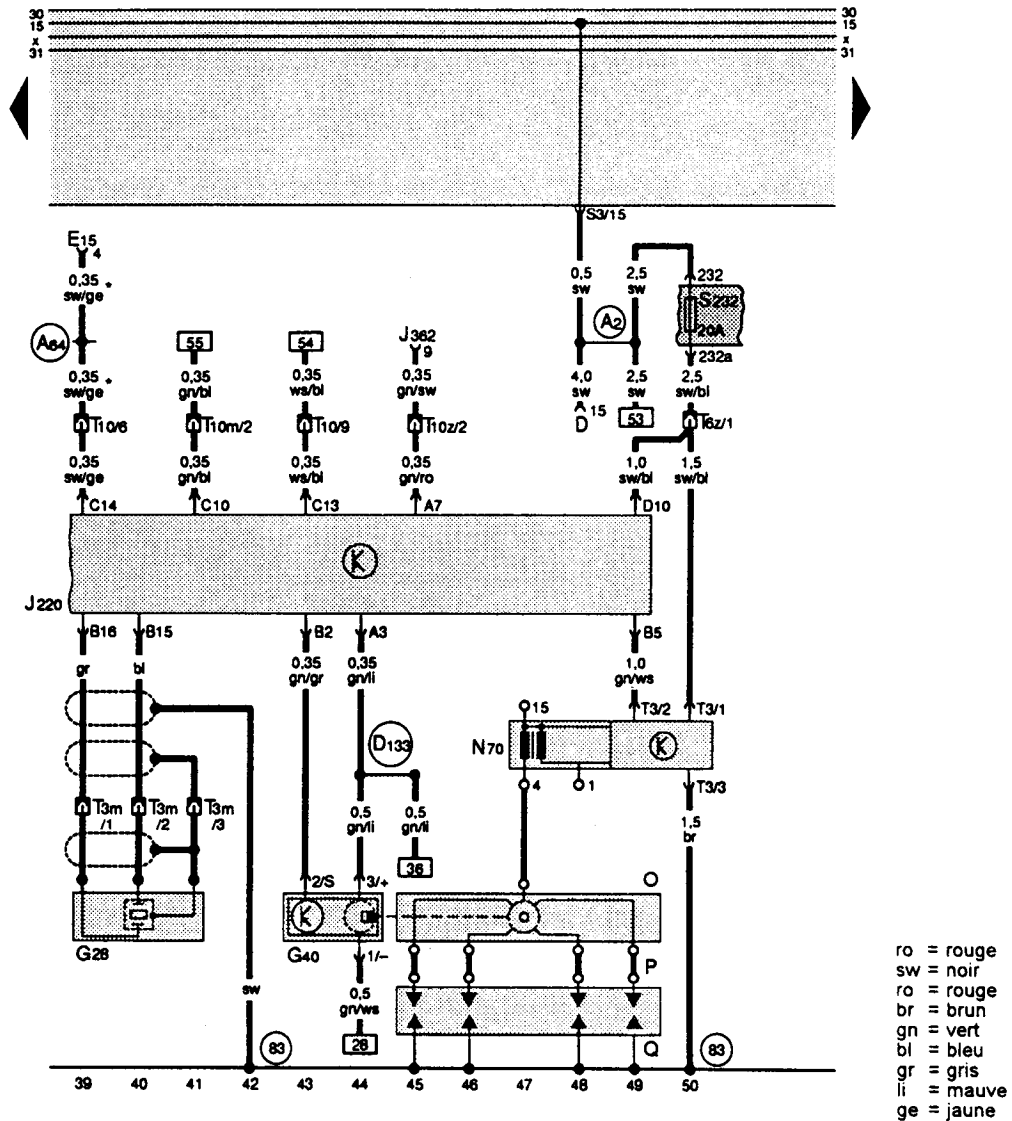 30 30
15 15
x x
31 31
S3/15
E15
4
0,35
sw/ge *
0,5
sw
2,5
sw
232
S232
20A
232a
A64
55
54
J362
9
A2
0,35
sw/ge *
0,35
gn/bl
0,35
ws/bl
0,35
gn/sw
4,0
sw
15
D
2,5
sw
53
2,5
sw/bl
T10/6
T10m/2
T10/9
T10z/2
T6z/1
0,35
sw/ge
0,35
gn/bl
0,35
ws/bl
0,35
gn/ro
1,0
sw/bl
1,5
sw/bl
C14
C10
C13
A7
D10
K
J220
B16
B15
B2
A3
B5
gr
bl
0,35
gn/gr
0,35
gn/li
1,0
gn/ws
15
T3/2
T3/1
N70
K
D133
4
1
T3/3
T3m
/1
T3m
/2
T3m
/3
0,5
gn/li
0,5
gn/li
1,5
br
36
2/S
3/+
O
K
a
G28
G40
1/–
P
sw
0,5
gn/ws
28
Q
83
83
39 40 41 42 43 44 45 46 47 48 49 50
ro = rouge
sw = noir
ro = rouge
br = brun
gn = vert
bl = bleu
gr = gris
li = mauve
ge = jaune